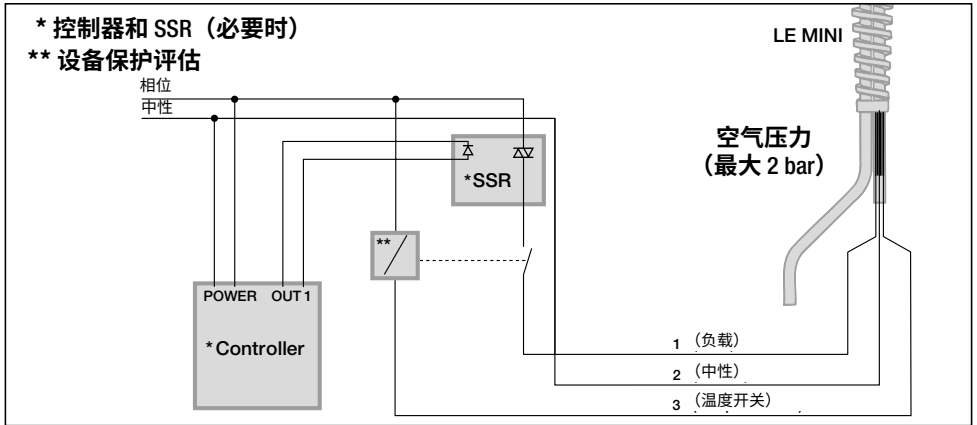 * 控制器和 SSR（必要时）
** 设备保护评估
相位
中性
LE MINI
空气压力
（最大 2 bar）
*SSR
**
POWER OUT 1
*Controller
1 （负载）
2 （中性）
3 （温度开关）